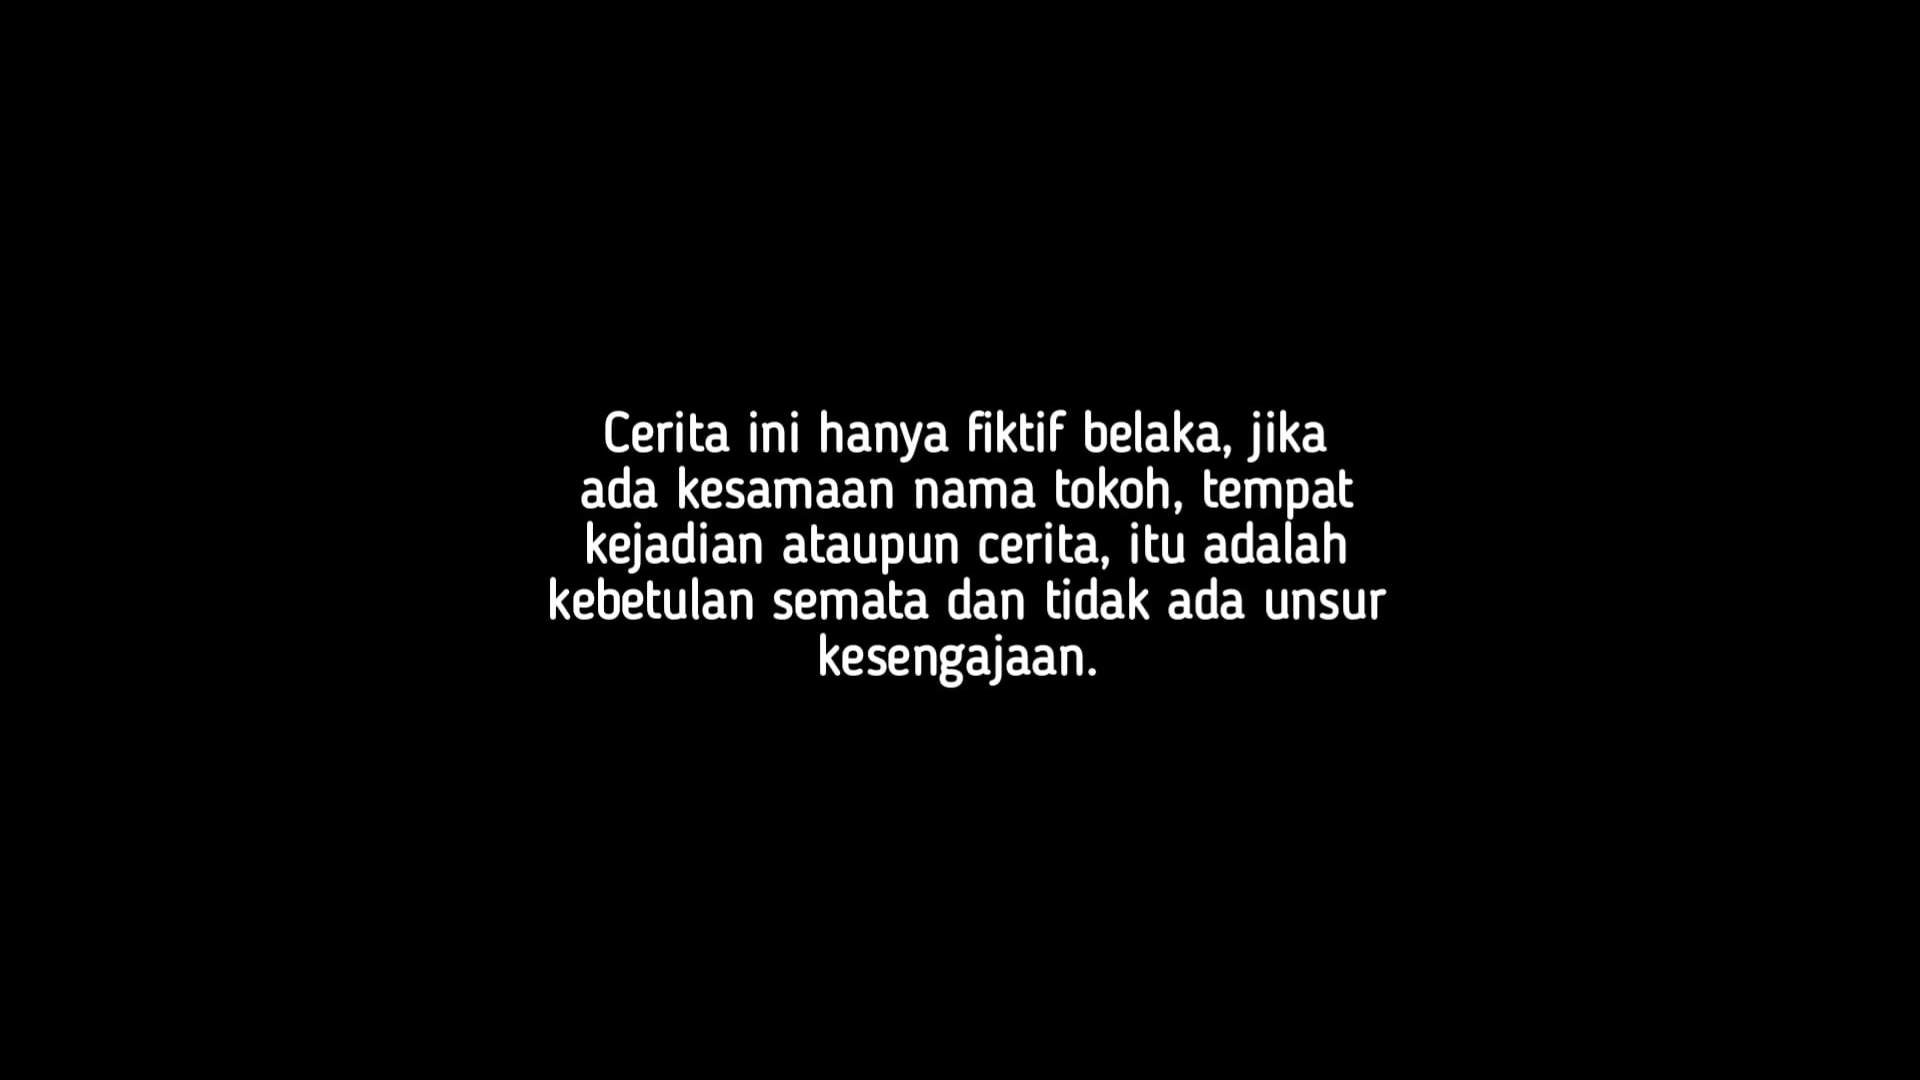 Cerita ini hanya fiktif belaka, jika
ada kesamaan nama tokoh, tempat
kejadian ataupun cerita, itu adalah
kebetulan semata dan tidak ada unsur
kesengajaan.